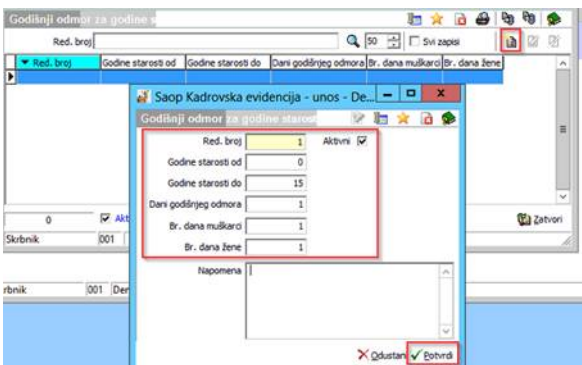 Godišnji odmor za godine s
Red. broj 50 Svi zapisi
Red. broj Godine starosti od Godine starosti do Dani godišnjeg odmora Br. dana muškarci Br. dana žene
Saop Kadrovska evidencija - unos - De...
Godišnji odmor za godine starost
Red. broj 1 Aktivni
Godine starosti od 0
Godine starosti do 15
Dani godišnjeg odmora 1
Br. dana muškarci 1
Br. dana žene 1
Napomena
0 Akt Zatvori
Skrbnik 001
rbnik 001 Der
Odustani Potvrdi